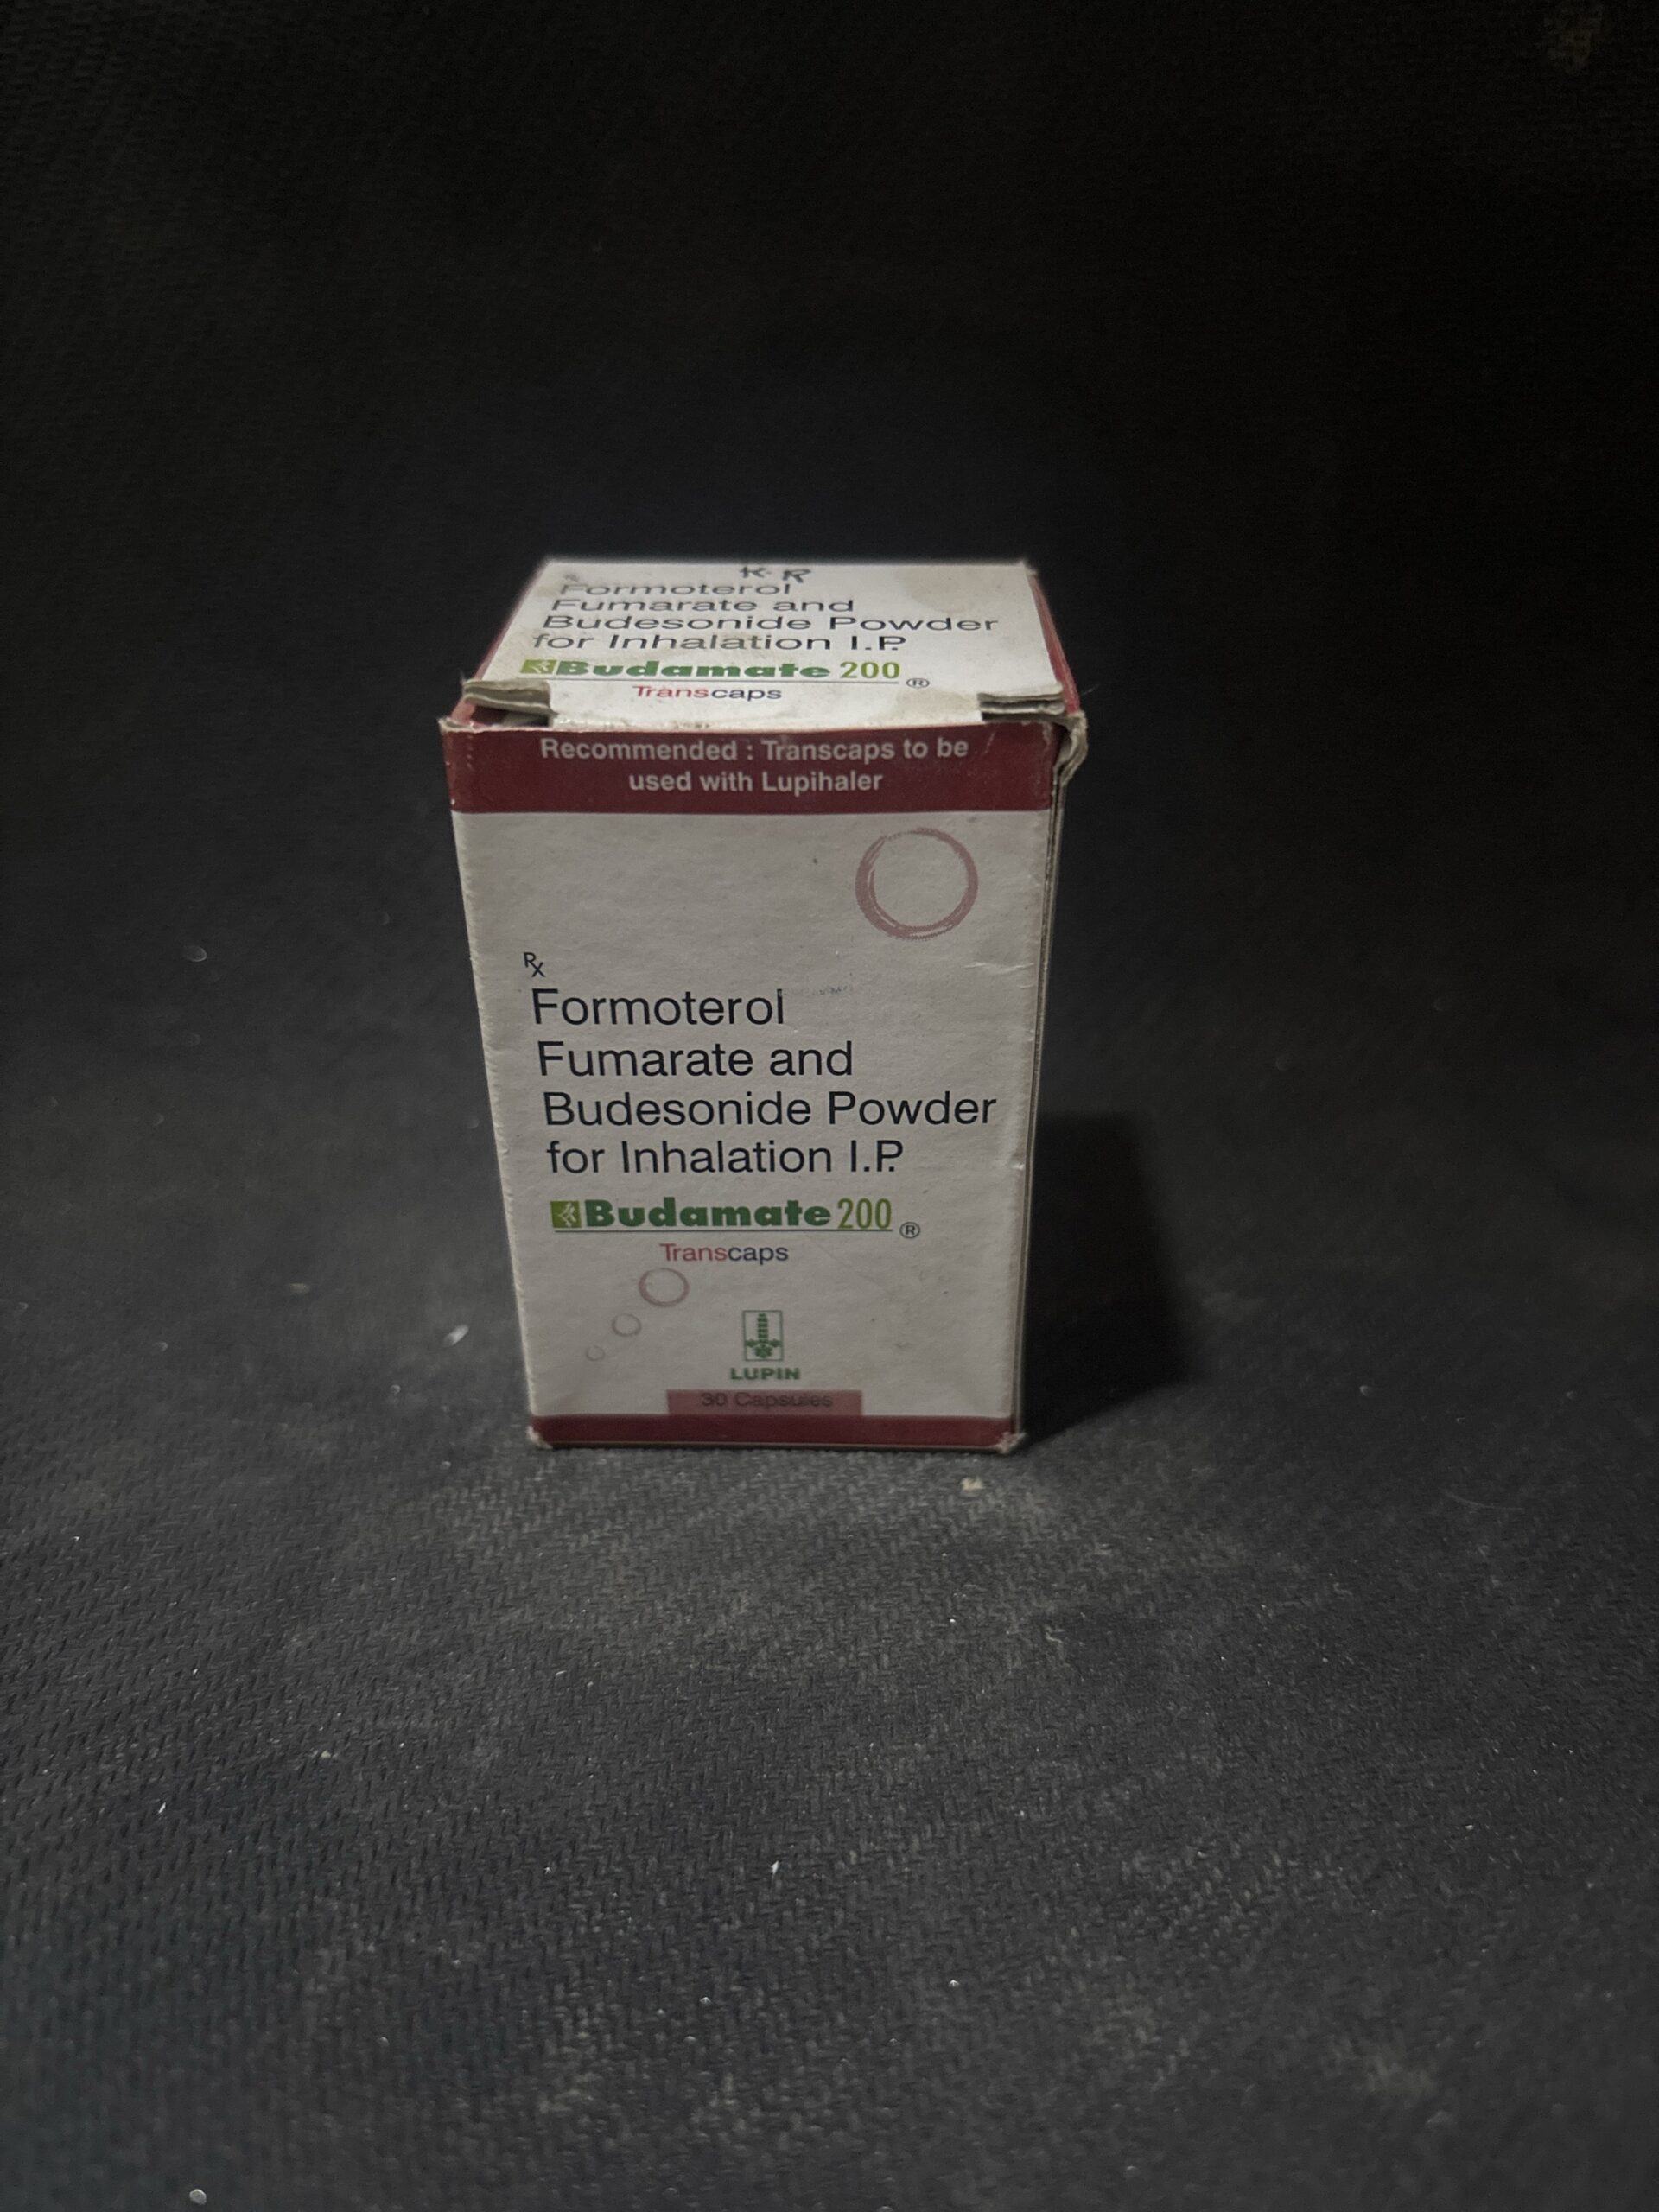 K. R
Formoterol
Fumarate and
Budesonide Powder
for Inhalation I.P.
Budamate 200 ®
Transcaps
Recommended : Transcaps to be
used with Lupihaler
Rx
Formoterol
Fumarate and
Budesonide Powder
for Inhalation I.P.
Budamate 200 ®
Transcaps
LUPIN
30 Capsules